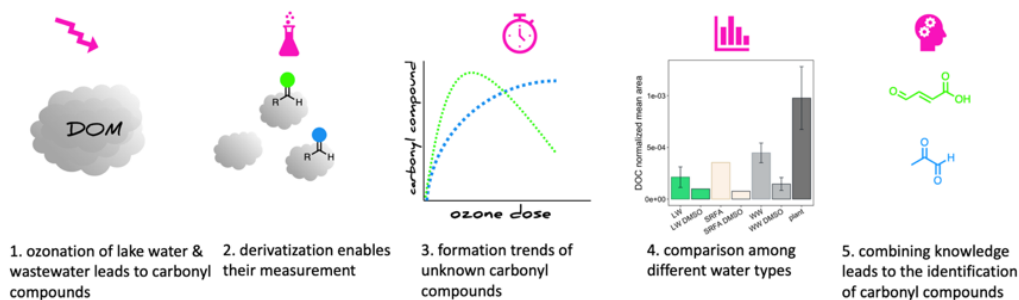 DOM
R
H
R
H
carbonyl compound
ozone dose
DOC normalized mean area
1e-03
5e-04
0e+00
LW
LW DMSO
SRFA
SRFA DMSO
WW
WW DMSO
plant
O
O
OH
O
H
O
1. ozonation of lake water &
wastewater leads to carbonyl
compounds
2. derivatization enables
their measurement
3. formation trends of
unknown carbonyl
compounds
4. comparison among
different water types
5. combining knowledge
leads to the identification
of carbonyl compounds